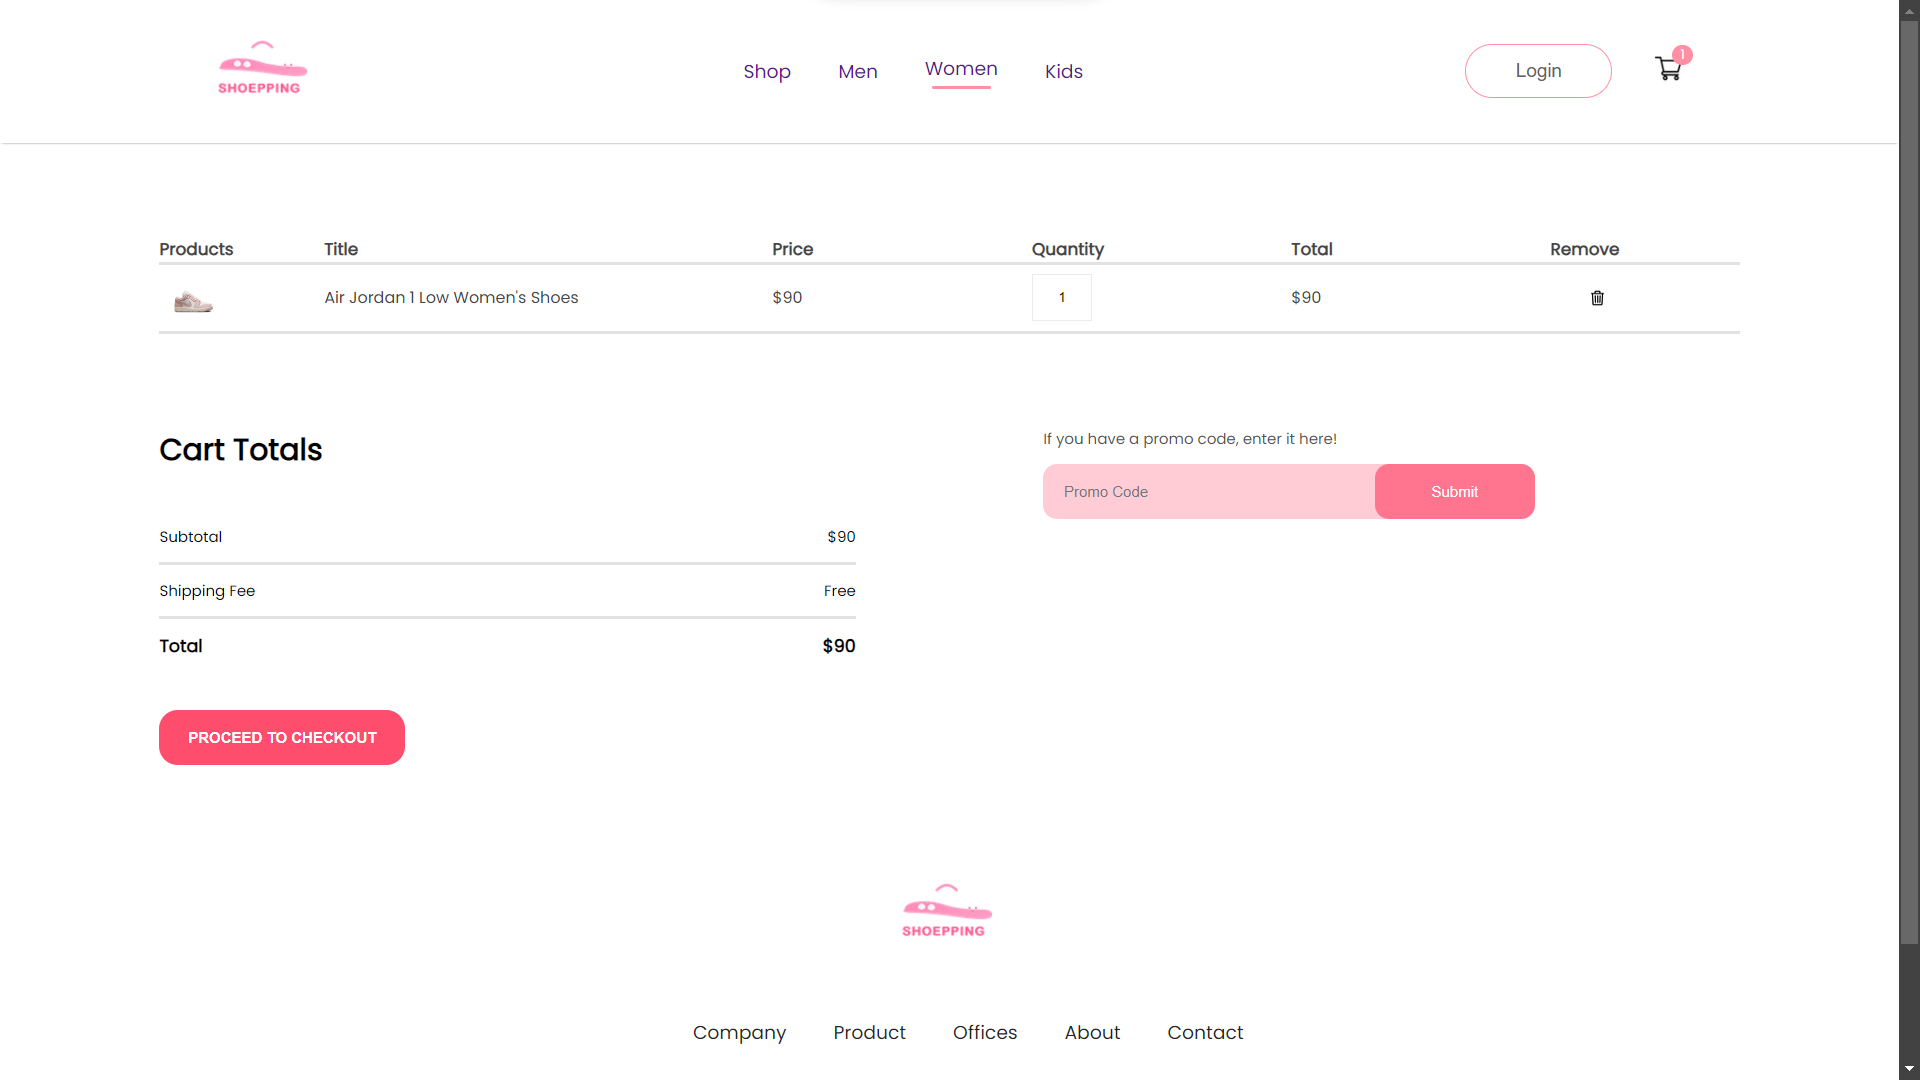 SHOEPPING
Shop Men Women Kids Login 1
Products Title Price Quantity Total Remove
Air Jordan 1 Low Women's Shoes $90 1 $90
Cart Totals
If you have a promo code, enter it here!
Promo Code Submit
Subtotal $90
Shipping Fee Free
Total $90
PROCEED TO CHECKOUT
SHOEPPING
Company Product Offices About Contact